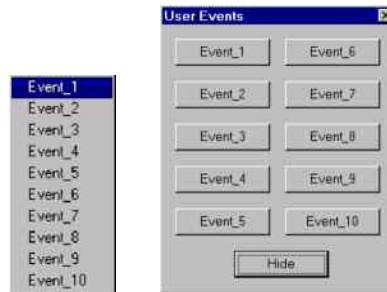 Event_1
Event_2
Event_3
Event_4
Event_5
Event_6
Event_7
Event_8
Event_9
Event_10
User Events
Event_1 Event_6
Event_2 Event_7
Event_3 Event_8
Event_4 Event_9
Event_5 Event_10
Hide